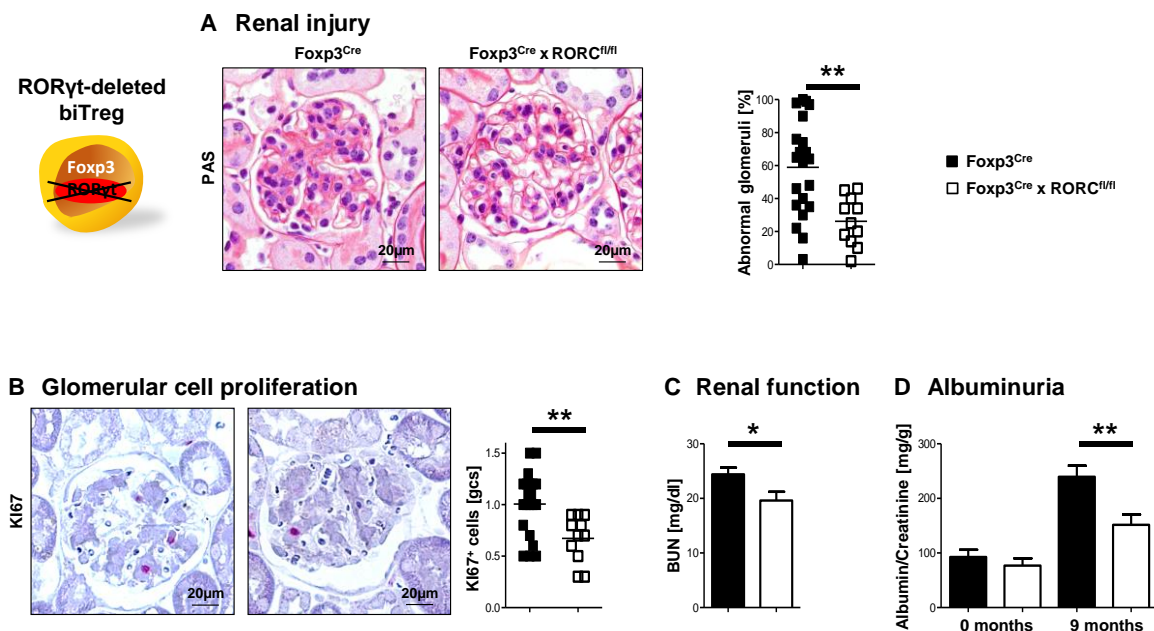 A Renal injury
Foxp3Cre
Foxp3Cre x RORCfl/fl
RORγt-deleted
biTreg
Foxp3
RORγt
PAS
20µm
20µm
Abnormal glomeruli [%]
100
80
60
40
20
0
**
Foxp3Cre
Foxp3Cre x RORCfl/fl
B Glomerular cell proliferation
KI67
20µm
20µm
KI67+ cells [gcs]
1.5
1.0
0.5
0.0
**
C Renal function
BUN [mg/dl]
30
20
10
0
*
D Albuminuria
Albumin/Creatinine [mg/g]
300
200
100
0
**
0 months
9 months